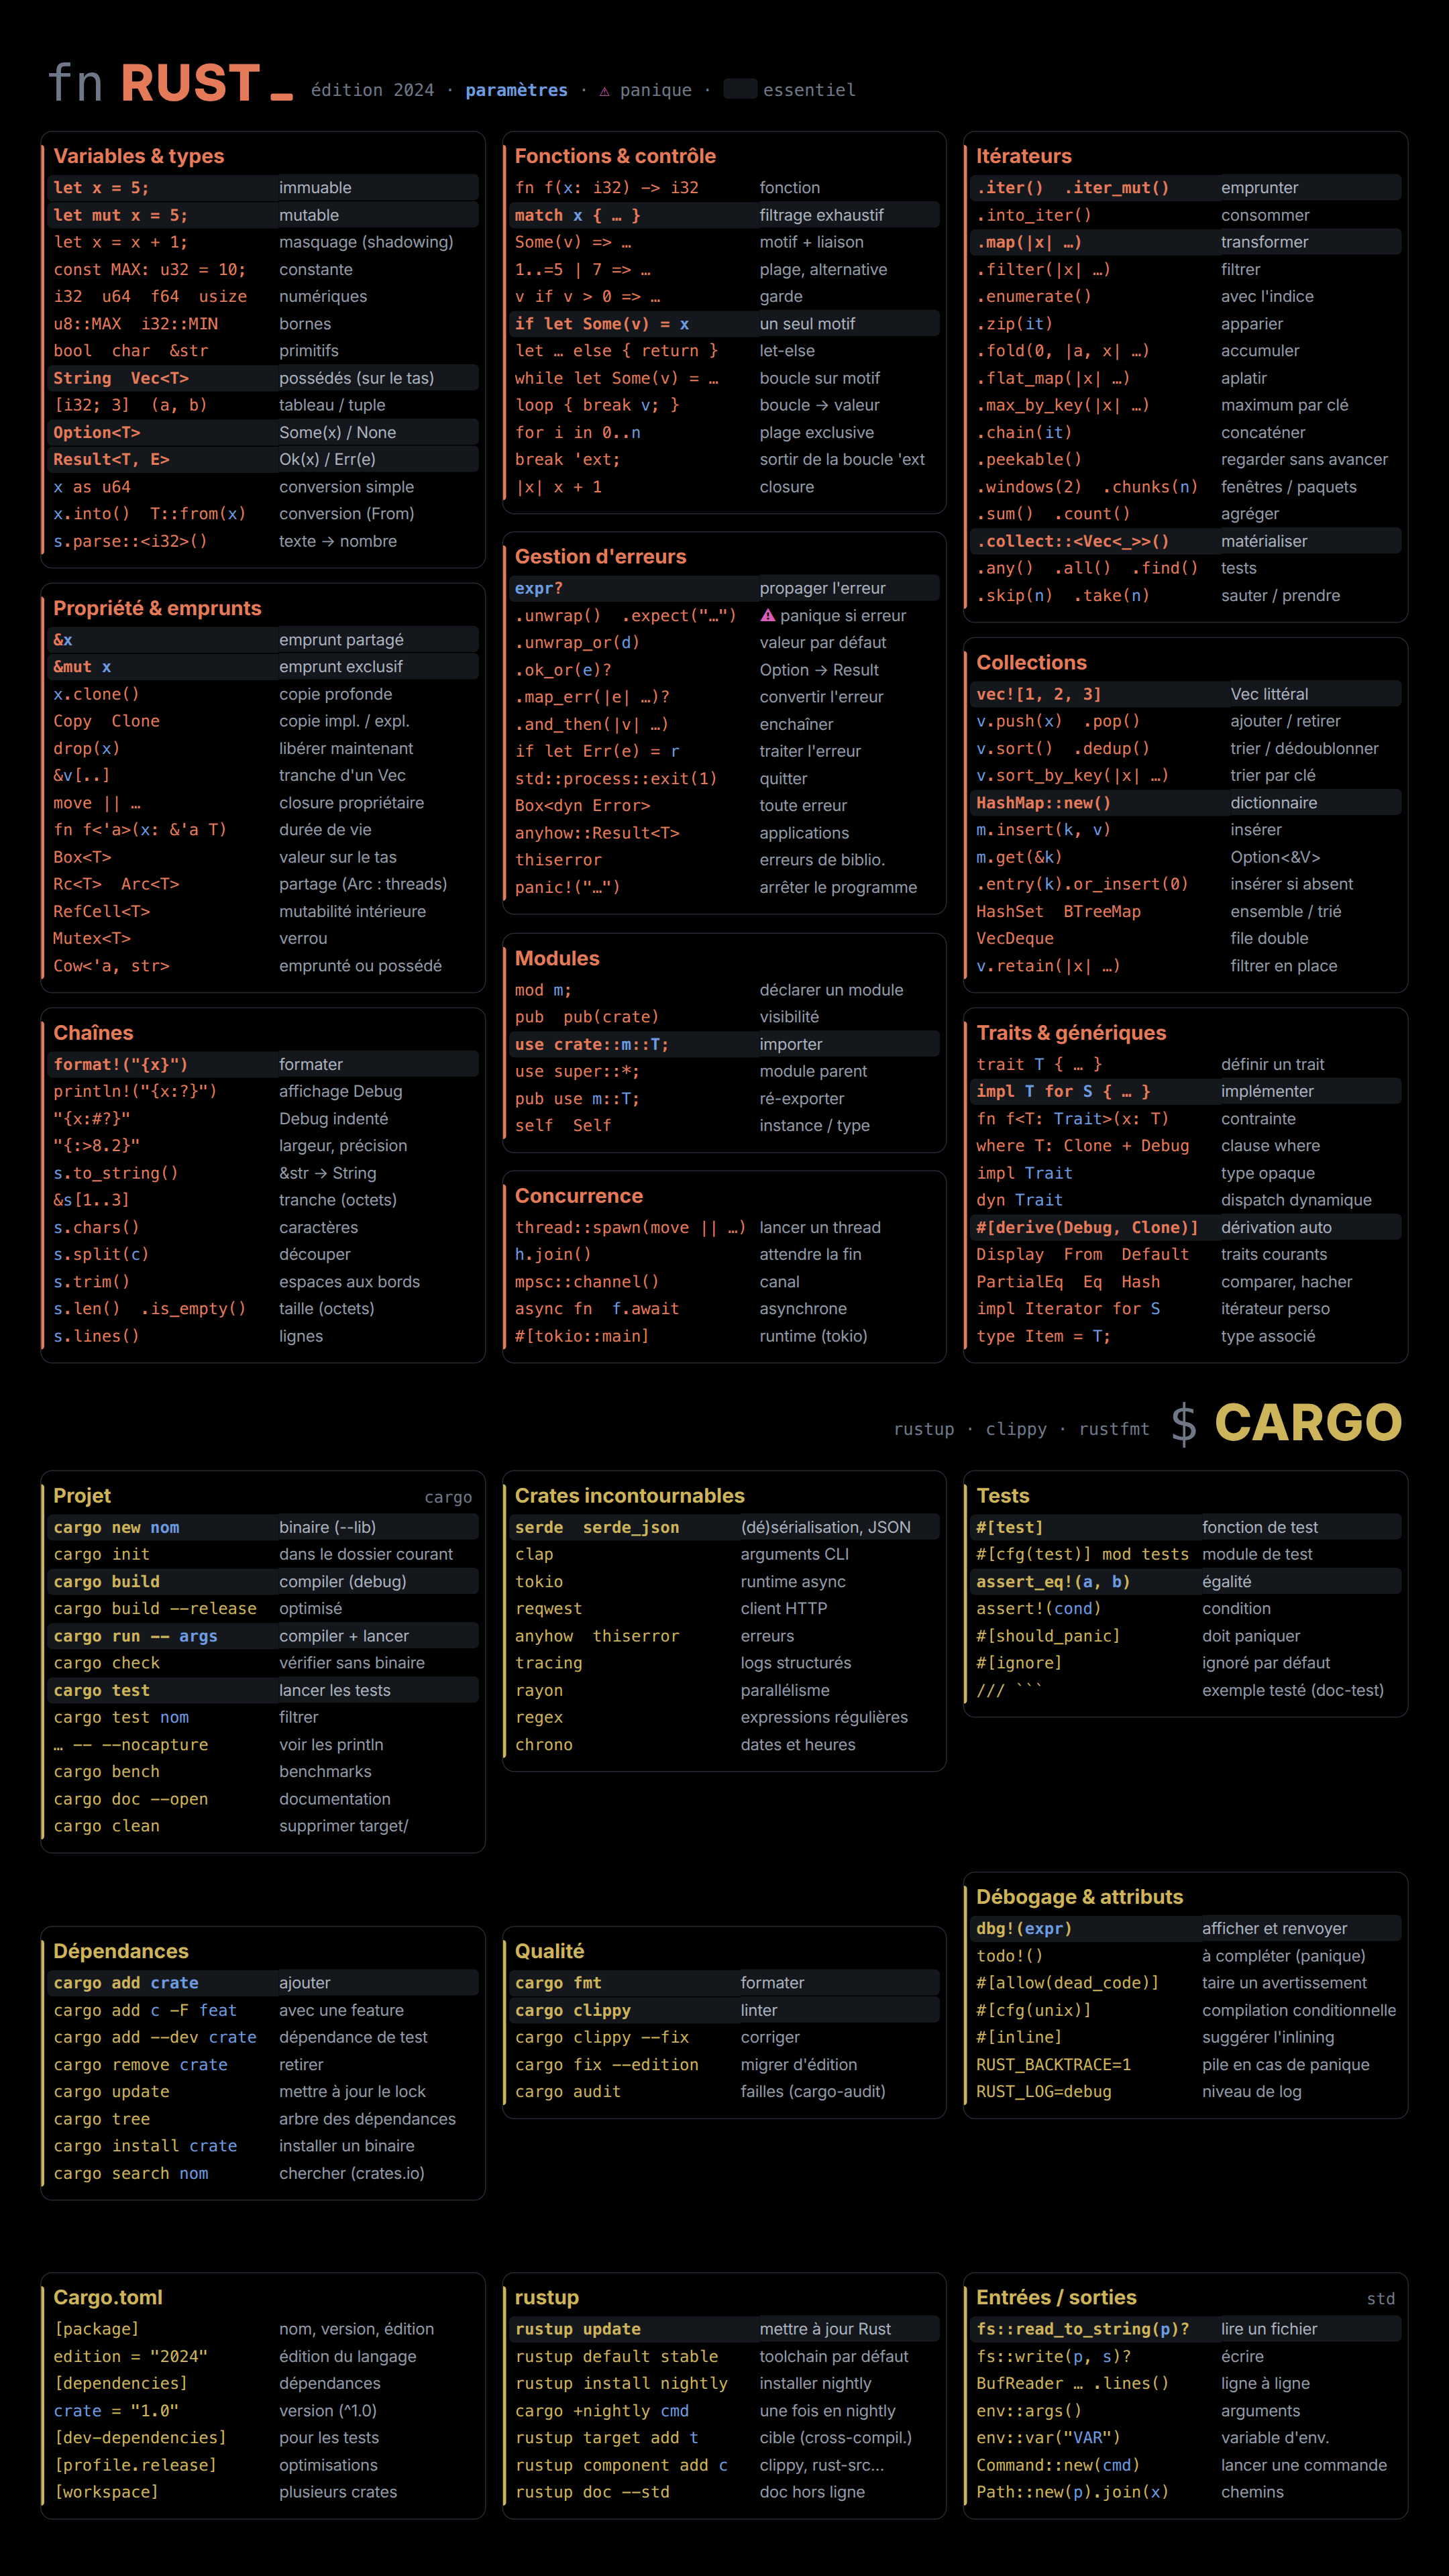 fn RUST_ édition 2024 · paramètres · ⚠ panique · essentiel
Variables & types
let x = 5; immuable
let mut x = 5; mutable
let x = x + 1; masquage (shadowing)
const MAX: u32 = 10; constante
i32 u64 f64 usize numériques
u8::MAX i32::MIN bornes
bool char &str primitifs
String Vec<T> possédés (sur le tas)
[i32; 3] (a, b) tableau / tuple
Option<T> Some(x) / None
Result<T, E> Ok(x) / Err(e)
x as u64 conversion simple
x.into() T::from(x) conversion (From)
s.parse::<i32>() texte → nombre
Propriété & emprunts
&x emprunt partagé
&mut x emprunt exclusif
x.clone() copie profonde
Copy Clone copie impl. / expl.
drop(x) libérer maintenant
&v[..] tranche d'un Vec
move || … closure propriétaire
fn f<'a>(x: &'a T) durée de vie
Box<T> valeur sur le tas
Rc<T> Arc<T> partage (Arc : threads)
RefCell<T> mutabilité intérieure
Mutex<T> verrou
Cow<'a, str> emprunté ou possédé
Chaînes
format!("{x}") formater
println!("{x:?}") affichage Debug
"{x:#?}" Debug indenté
"{:>8.2}" largeur, précision
s.to_string() &str → String
&s[1..3] tranche (octets)
s.chars() caractères
s.split(c) découper
s.trim() espaces aux bords
s.len() .is_empty() taille (octets)
s.lines() lignes
Fonctions & contrôle
fn f(x: i32) -> i32 fonction
match x { … } filtrage exhaustif
Some(v) => … motif + liaison
1..=5 | 7 => … plage, alternative
v if v > 0 => … garde
if let Some(v) = x un seul motif
let … else { return } let-else
while let Some(v) = … boucle sur motif
loop { break v; } boucle → valeur
for i in 0..n plage exclusive
break 'ext; sortir de la boucle 'ext
|x| x + 1 closure
Gestion d'erreurs
expr? propager l'erreur
.unwrap() .expect("…") ⚠ panique si erreur
.unwrap_or(d) valeur par défaut
.ok_or(e)? Option → Result
.map_err(|e| …)? convertir l'erreur
.and_then(|v| …) enchaîner
if let Err(e) = r traiter l'erreur
std::process::exit(1) quitter
Box<dyn Error> toute erreur
anyhow::Result<T> applications
thiserror erreurs de biblio.
panic!("…") arrêter le programme
Modules
mod m; déclarer un module
pub pub(crate) visibilité
use crate::m::T; importer
use super::*; module parent
pub use m::T; ré-exporter
self Self instance / type
Concurrence
thread::spawn(move || …) lancer un thread
h.join() attendre la fin
mpsc::channel() canal
async fn f.await asynchrone
#[tokio::main] runtime (tokio)
Itérateurs
.iter() .iter_mut() emprunter
.into_iter() consommer
.map(|x| …) transformer
.filter(|x| …) filtrer
.enumerate() avec l'indice
.zip(it) apparier
.fold(0, |a, x| …) accumuler
.flat_map(|x| …) aplatir
.max_by_key(|x| …) maximum par clé
.chain(it) concaténer
.peekable() regarder sans avancer
.windows(2) .chunks(n) fenêtres / paquets
.sum() .count() agréger
.collect::<Vec<_>>() matérialiser
.any() .all() .find() tests
.skip(n) .take(n) sauter / prendre
Collections
vec![1, 2, 3] Vec littéral
v.push(x) .pop() ajouter / retirer
v.sort() .dedup() trier / dédoublonner
v.sort_by_key(|x| …) trier par clé
HashMap::new() dictionnaire
m.insert(k, v) insérer
m.get(&k) Option<&V>
.entry(k).or_insert(0) insérer si absent
HashSet BTreeMap ensemble / trié
VecDeque file double
v.retain(|x| …) filtrer en place
Traits & génériques
trait T { … } définir un trait
impl T for S { … } implémenter
fn f<T: Trait>(x: T) contrainte
where T: Clone + Debug clause where
impl Trait type opaque
dyn Trait dispatch dynamique
#[derive(Debug, Clone)] dérivation auto
Display From Default traits courants
PartialEq Eq Hash comparer, hacher
impl Iterator for S itérateur perso
type Item = T; type associé
rustup · clippy · rustfmt $ CARGO
Projet cargo
cargo new nom binaire (--lib)
cargo init dans le dossier courant
cargo build compiler (debug)
cargo build --release optimisé
cargo run -- args compiler + lancer
cargo check vérifier sans binaire
cargo test lancer les tests
cargo test nom filtrer
… -- --nocapture voir les println
cargo bench benchmarks
cargo doc --open documentation
cargo clean supprimer target/
Crates incontournables
serde serde_json (dé)sérialisation, JSON
clap arguments CLI
tokio runtime async
reqwest client HTTP
anyhow thiserror erreurs
tracing logs structurés
rayon parallélisme
regex expressions régulières
chrono dates et heures
Tests
#[test] fonction de test
#[cfg(test)] mod tests module de test
assert_eq!(a, b) égalité
assert!(cond) condition
#[should_panic] doit paniquer
#[ignore] ignoré par défaut
/// ``` exemple testé (doc-test)
Dépendances
cargo add crate ajouter
cargo add c -F feat avec une feature
cargo add --dev crate dépendance de test
cargo remove crate retirer
cargo update mettre à jour le lock
cargo tree arbre des dépendances
cargo install crate installer un binaire
cargo search nom chercher (crates.io)
Qualité
cargo fmt formater
cargo clippy linter
cargo clippy --fix corriger
cargo fix --edition migrer d'édition
cargo audit failles (cargo-audit)
Débogage & attributs
dbg!(expr) afficher et renvoyer
todo!() à compléter (panique)
#[allow(dead_code)] taire un avertissement
#[cfg(unix)] compilation conditionnelle
#[inline] suggérer l'inlining
RUST_BACKTRACE=1 pile en cas de panique
RUST_LOG=debug niveau de log
Cargo.toml
[package] nom, version, édition
edition = "2024" édition du langage
[dependencies] dépendances
crate = "1.0" version (^1.0)
[dev-dependencies] pour les tests
[profile.release] optimisations
[workspace] plusieurs crates
rustup
rustup update mettre à jour Rust
rustup default stable toolchain par défaut
rustup install nightly installer nightly
cargo +nightly cmd une fois en nightly
rustup target add t cible (cross-compil.)
rustup component add c clippy, rust-src…
rustup doc --std doc hors ligne
Entrées / sorties std
fs::read_to_string(p)? lire un fichier
fs::write(p, s)? écrire
BufReader … .lines() ligne à ligne
env::args() arguments
env::var("VAR") variable d'env.
Command::new(cmd) lancer une commande
Path::new(p).join(x) chemins